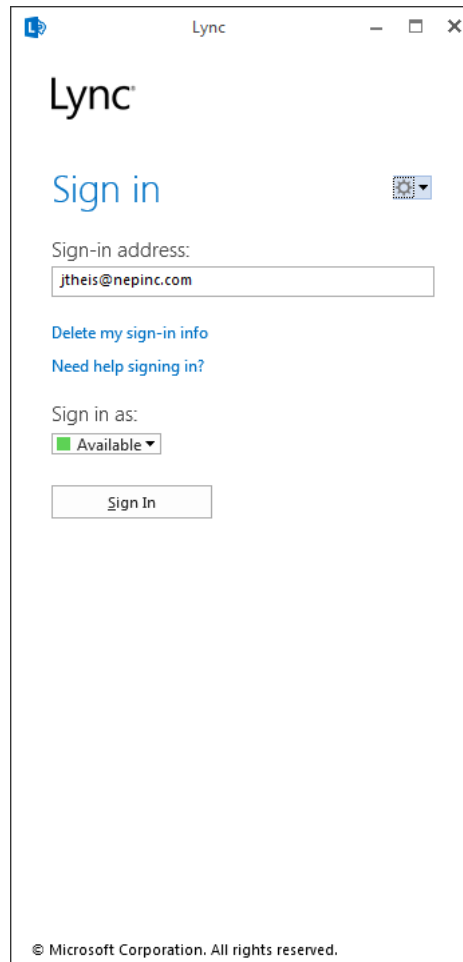 Lync
Lync
Sign in
Sign-in address:
jtheis@nepinc.com
Delete my sign-in info
Need help signing in?
Sign in as:
Available
Sign In
© Microsoft Corporation. All rights reserved.